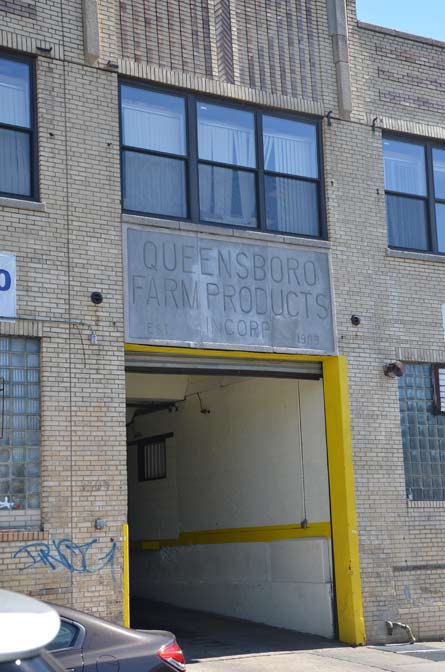 QUEENSBORO
FARM PRODUCTS
EST. INCORP. 1909
O